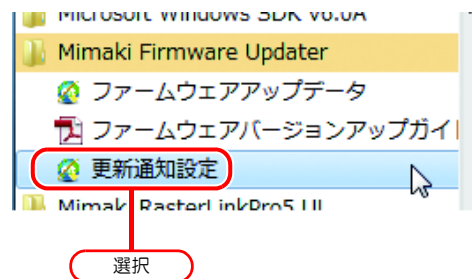 Microsoft Windows SDK v6.0A
Mimaki Firmware Updater
ファームウェアアップデータ
ファームウェアバージョンアップガイ
更新通知設定
Mimaki RasterLinkPro5 UI
選択